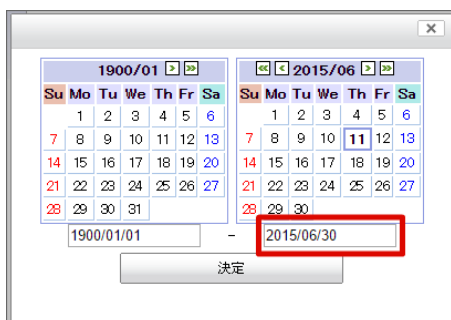 1900/01
Su Mo Tu We Th Fr Sa
1 2 3 4 5 6
7 8 9 10 11 12 13
14 15 16 17 18 19 20
21 22 23 24 25 26 27
28 29 30 31
1900/01/01
2015/06
Su Mo Tu We Th Fr Sa
1 2 3 4 5 6
7 8 9 10 11 12 13
14 15 16 17 18 19 20
21 22 23 24 25 26 27
28 29 30
–
2015/06/30
決定